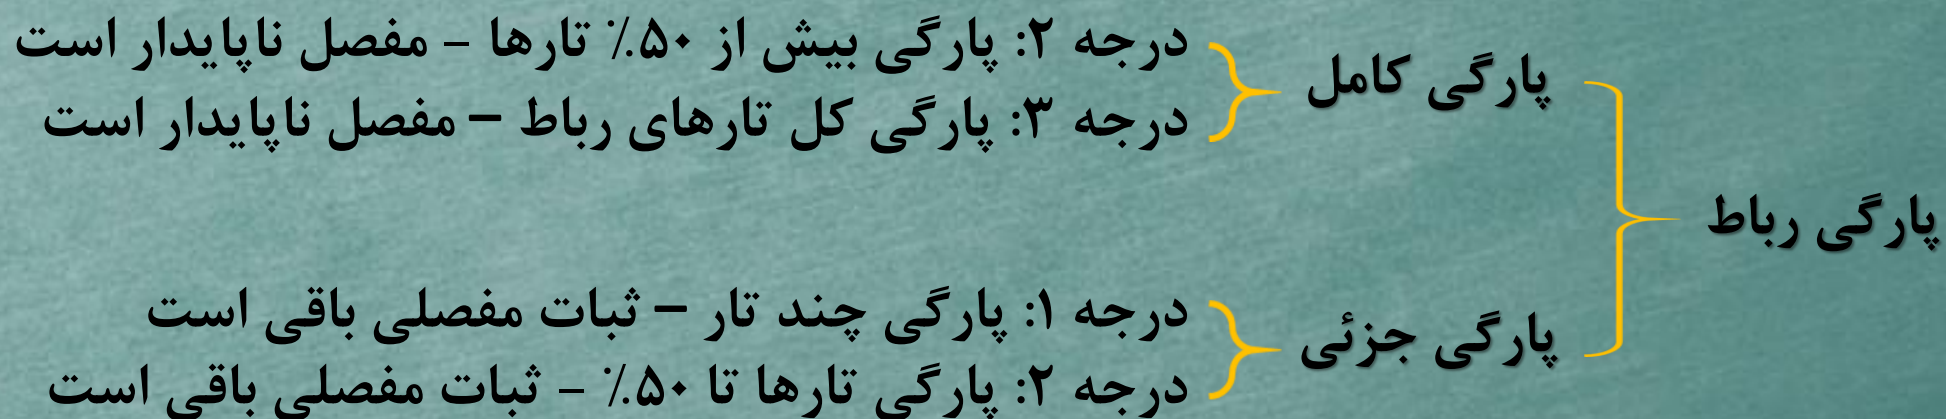 پارگی رباط
پارگی کامل
درجه ۲: پارگی بیش از ۵۰٪ تارها – مفصل ناپایدار است
درجه ۳: پارگی کل تارهای رباط – مفصل ناپایدار است
پارگی جزئی
درجه ۱: پارگی چند تار – ثبات مفصلی باقی است
درجه ۲: پارگی تارها تا ۵۰٪ – ثبات مفصلی باقی است